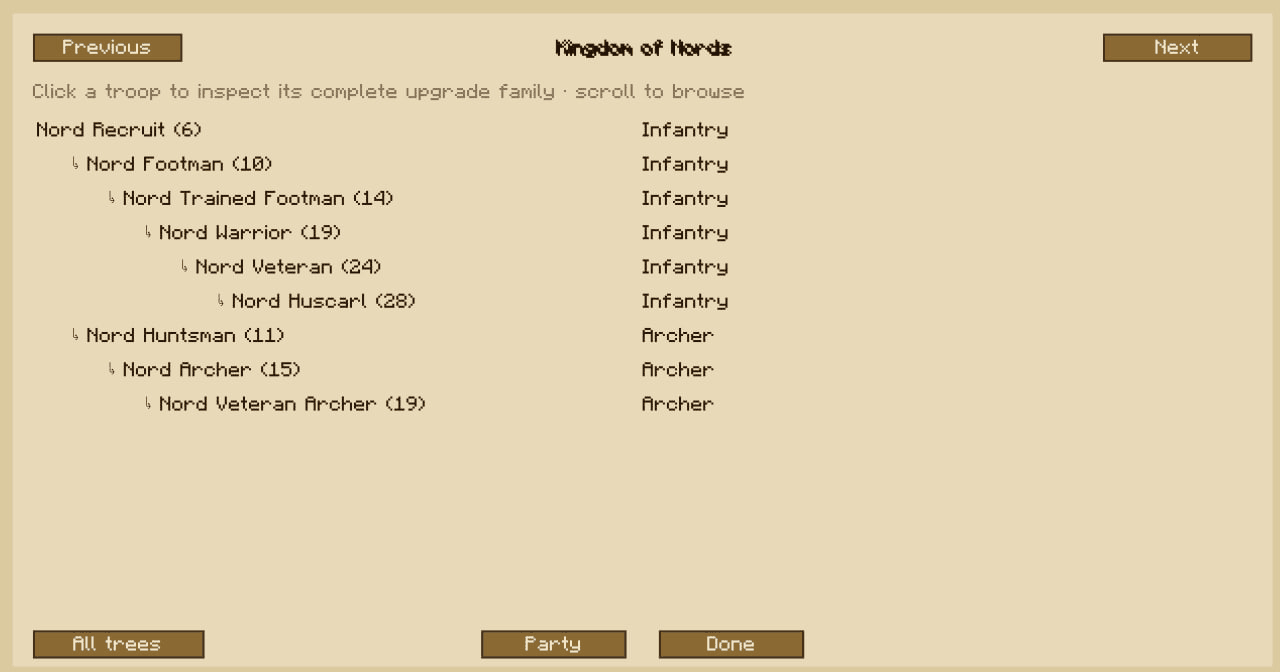 Previous
Kingdom of Nords
Next
Click a troop to inspect its complete upgrade family · scroll to browse
Nord Recruit (6) Infantry
↳ Nord Footman (10) Infantry
↳ Nord Trained Footman (14) Infantry
↳ Nord Warrior (19) Infantry
↳ Nord Veteran (24) Infantry
↳ Nord Huscarl (28) Infantry
↳ Nord Huntsman (11) Archer
↳ Nord Archer (15) Archer
↳ Nord Veteran Archer (19) Archer
All trees
Party
Done